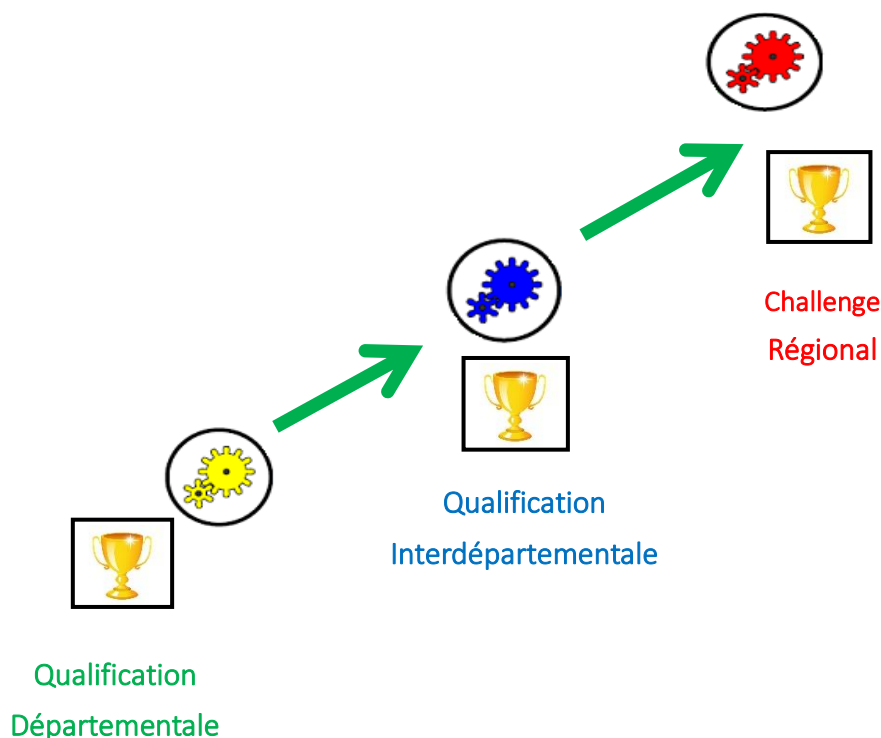 Challenge
Régional
Qualification
Interdépartementale
Qualification
Départementale